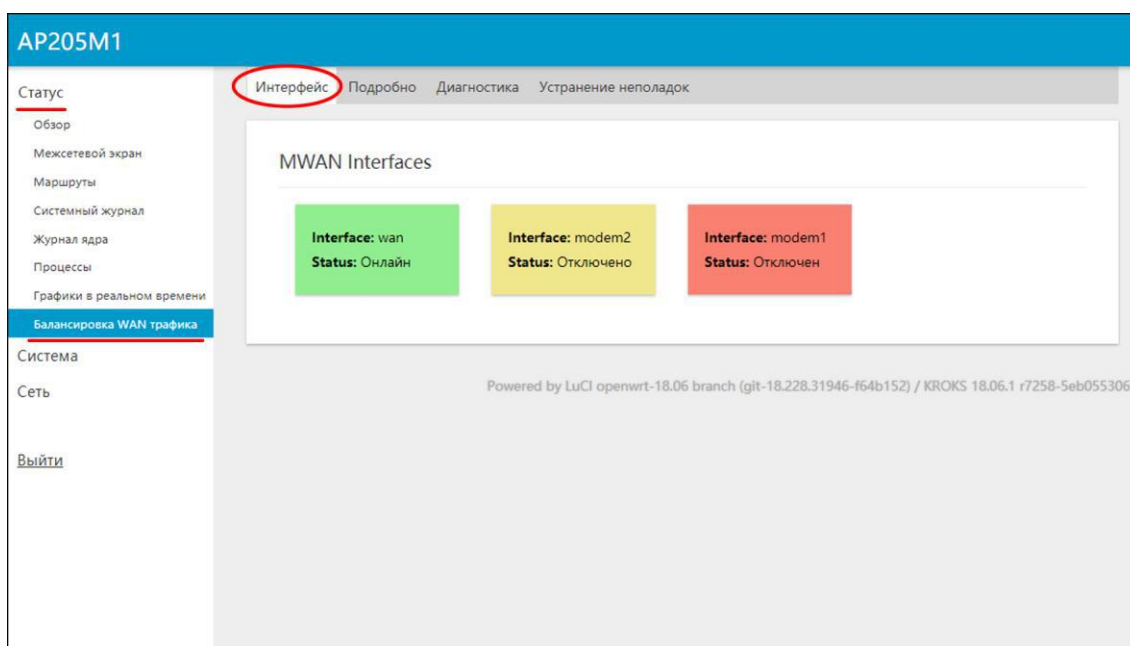 AP205M1
Статус
Обзор
Межсетевой экран
Маршруты
Системный журнал
Журнал ядра
Процессы
Графики в реальном времени
Балансировка WAN трафика
Система
Сеть
Выйти
Интерфейс Подробно Диагностика Устранение неполадок
MWAN Interfaces
Interface: wan
Status: Онлайн
Interface: modem2
Status: Отключено
Interface: modem1
Status: Отключен
Powered by LuCI openwrt-18.06 branch (git-18.228.31946-f64b152) / KROKS 18.06.1 r7258-5eb055306